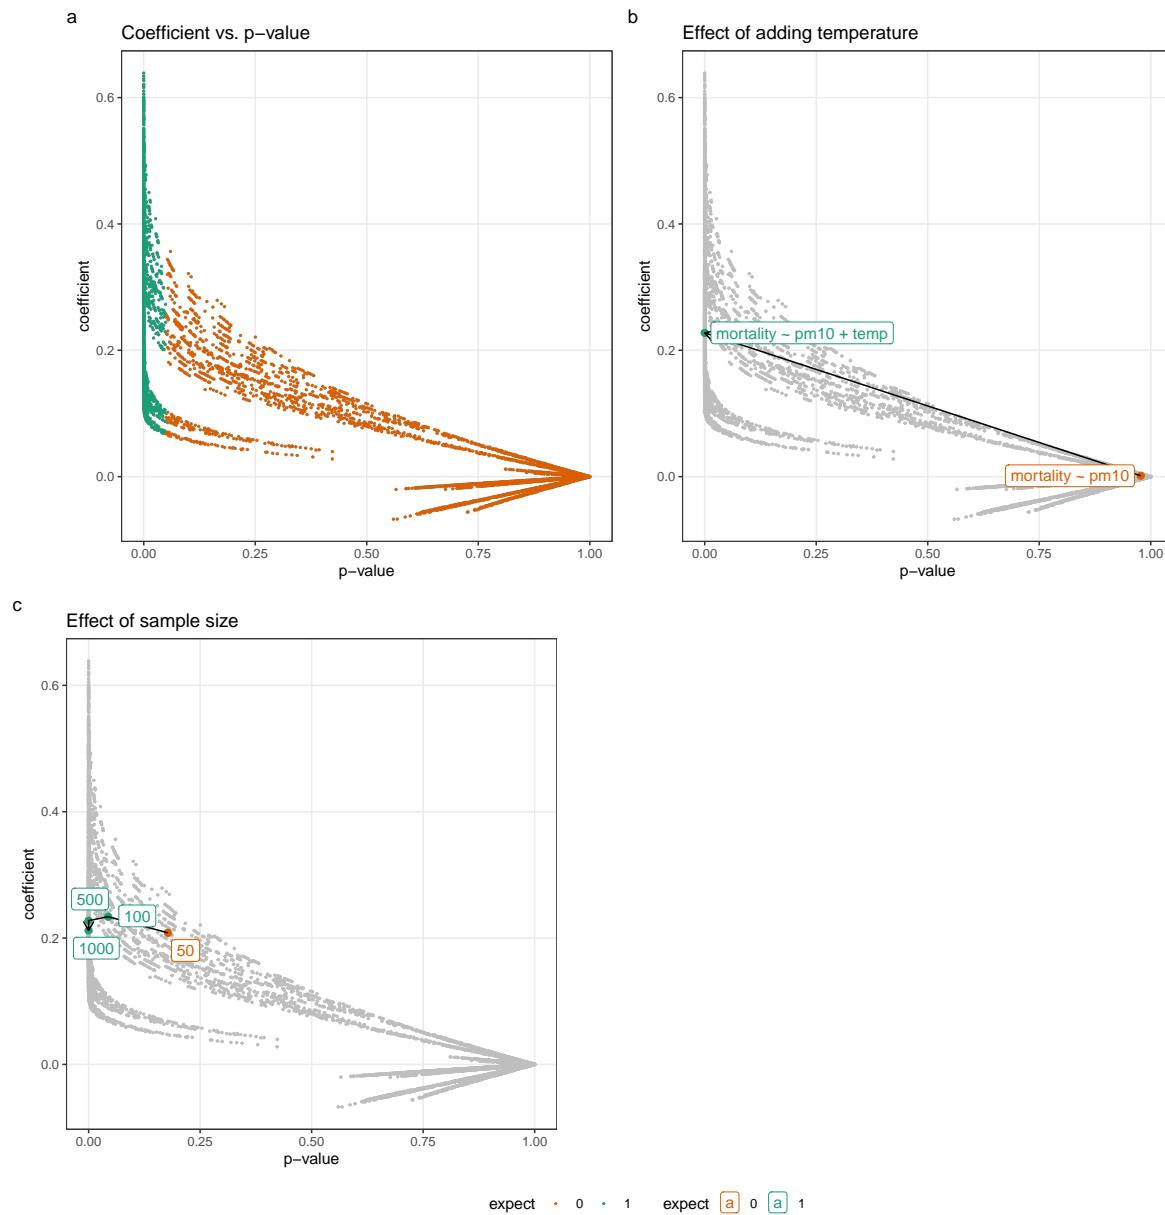 a
Coefficient vs. p−value
0.6
0.4
0.2
0.0
coefficient
0.00 0.25 0.50 0.75 1.00
p−value
b
Effect of adding temperature
0.6
0.4
0.2
0.0
coefficient
mortality ~ pm10 + temp
mortality ~ pm10
0.00 0.25 0.50 0.75 1.00
p−value
c
Effect of sample size
0.6
0.4
0.2
0.0
coefficient
500
100
50
1000
0.00 0.25 0.50 0.75 1.00
p−value
expect 0 1 expect a 0 a 1